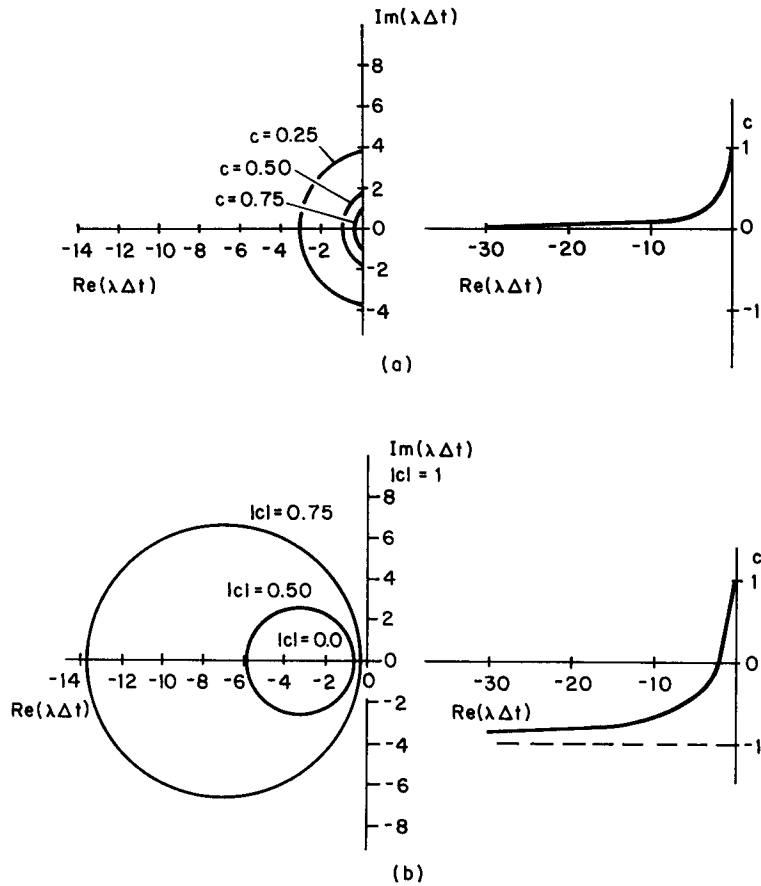 Im(λΔt)
8
6
4
2
0
-2
-4
c = 0.25
c = 0.50
c = 0.75
-14 -12 -10 -8 -6 -4 -2
Re(λΔt)
c
1
0
-1
-30 -20 -10
Re(λΔt)
(a)
Im(λΔt)
|c| = 1
8
6
4
2
0
-2
-4
-6
-8
|c| = 0.75
|c| = 0.50
|c| = 0.0
-14 -12 -10 -8 -6 -4 -2 0
Re(λΔt)
c
1
0
-1
-30 -20 -10
Re(λΔt)
(b)